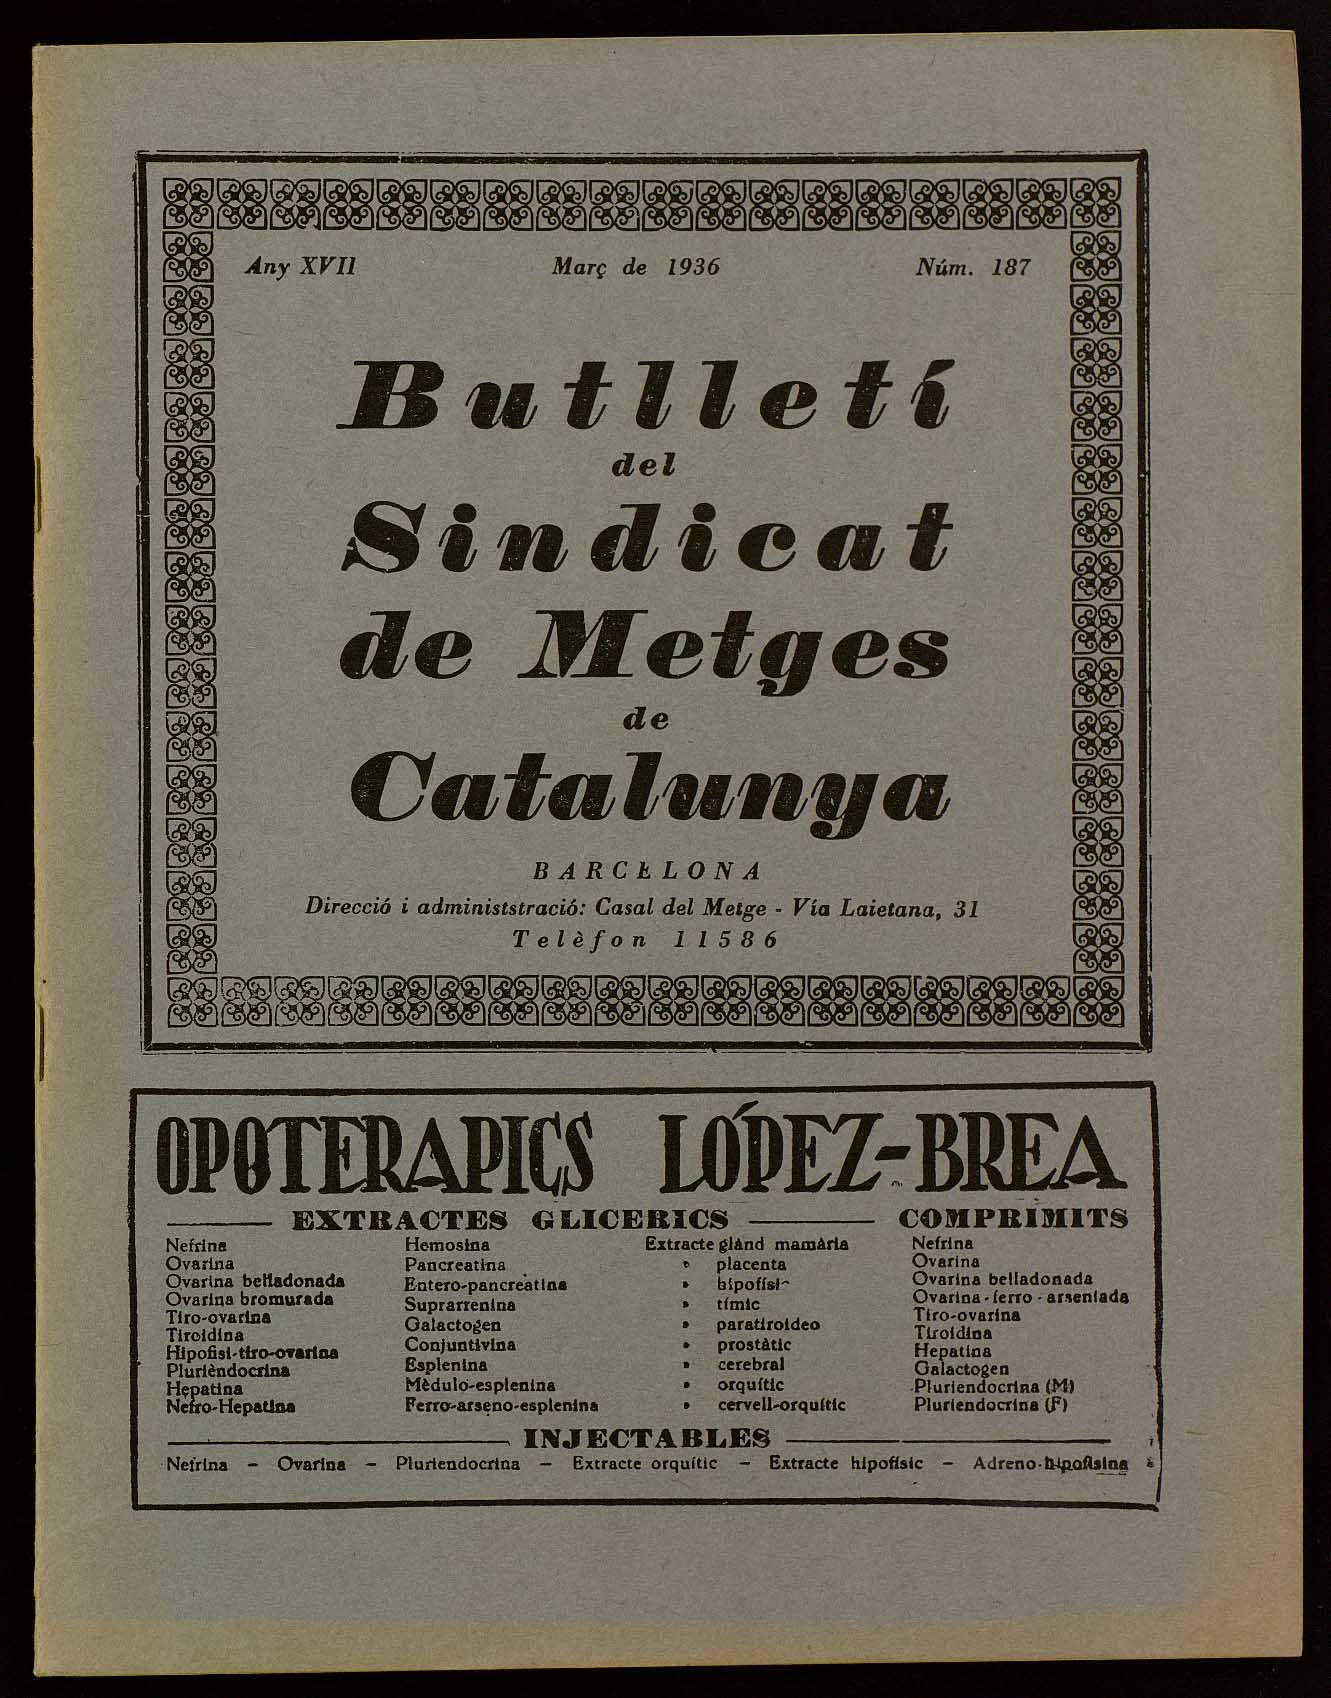 Any XVII Març de 1936 Núm. 187
Butlletí
del
Sindicat
de Metges
de
Catalunya
BARCELONA
Direcció i administstració: Casal del Metge - Vía Laietana, 31
Telèfon 11586
OPOTERAPICS LÓPEZ-BREA
EXTRACTES GLICERICS
Nefrina
Ovarina
Ovarina belladonada
Ovarina bromurada
Tiro-ovarina
Tiroidina
Hipofisi-tiro-ovarina
Pluriendocrina
Hepatina
Nefro-Hepatina
Hemosina
Pancreatina
Entero-pancreàtina
Suprarrenina
Galactogen
Conjuntivina
Esplenina
Mèdulo-esplenina
Ferro-arseno-esplenina
Extracte glànd mamària
» placenta
» hipofísi
» tímic
» paratiroideo
» prostàtic
» cerebral
» orquític
» cervell-orquític
COMPRIMITS
Nefrina
Ovarina
Ovarina belladonada
Ovarina-ferro-arseniada
Tiro-ovarina
Tiroidina
Hepatina
Galactogen
Pluriendocrina (M)
Pluriendocrina (F)
INJECTABLES
Nefrina – Ovarina – Pluriendocrina – Extracte orquític – Extracte hipofísic – Adreno-hipofisina